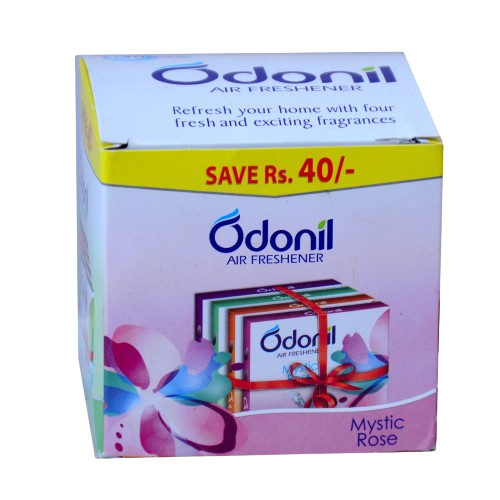 Odonil
AIR FRESHENER
Refresh your home with four
fresh and exciting fragrances
SAVE Rs. 40/-
Odonil
AIR FRESHENER
Odonil
AIR FRESHENER
Mystic
Mystic
Rose